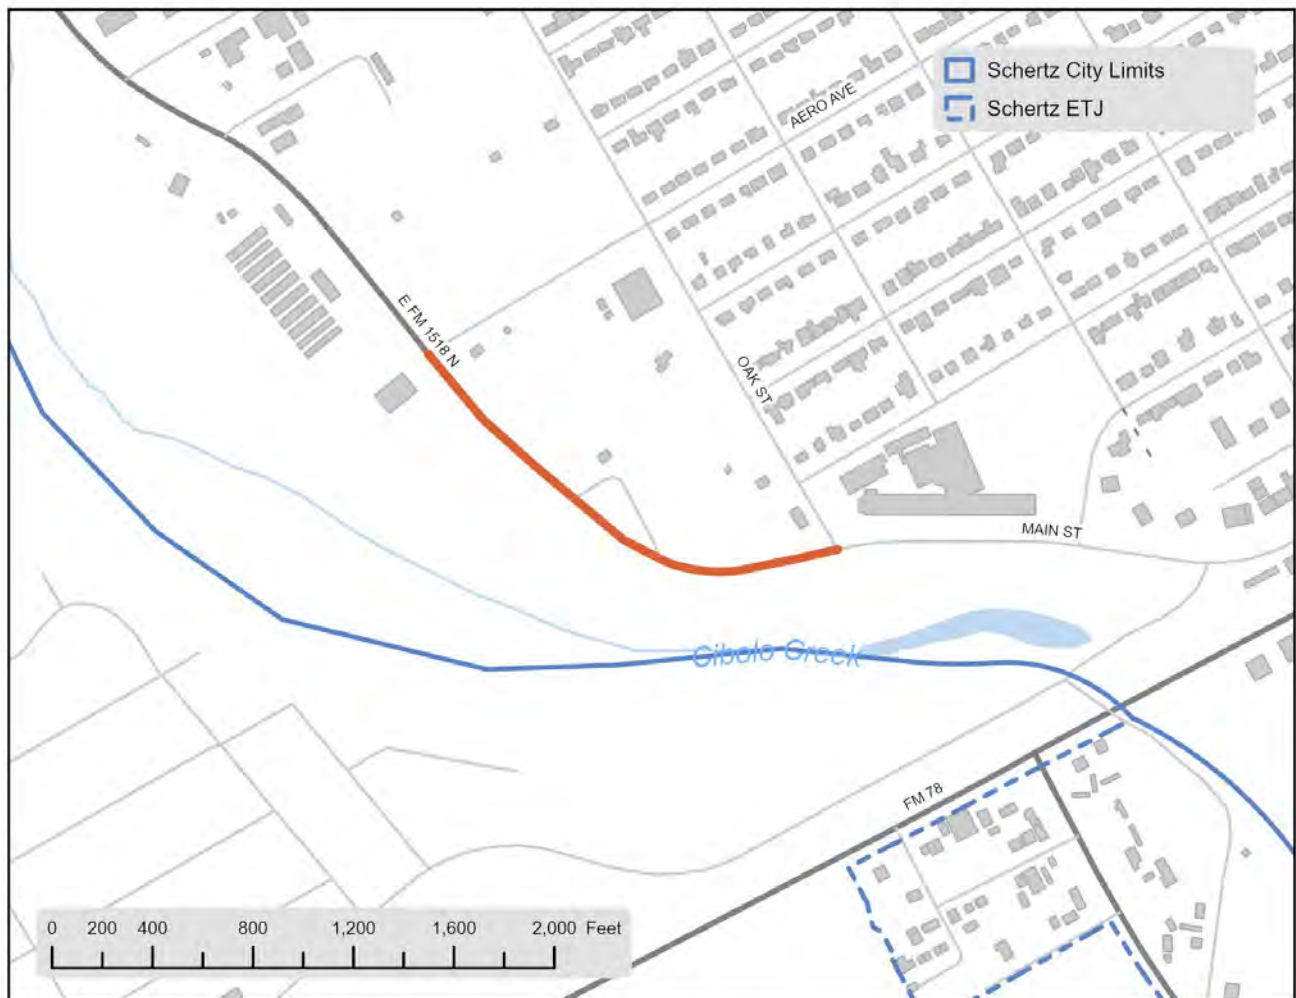 Schertz City Limits
Schertz ETJ
AERO AVE
E FM 1518 N
OAK ST
MAIN ST
Cibolo Creek
FM 78
0 200 400 800 1,200 1,600 2,000 Feet